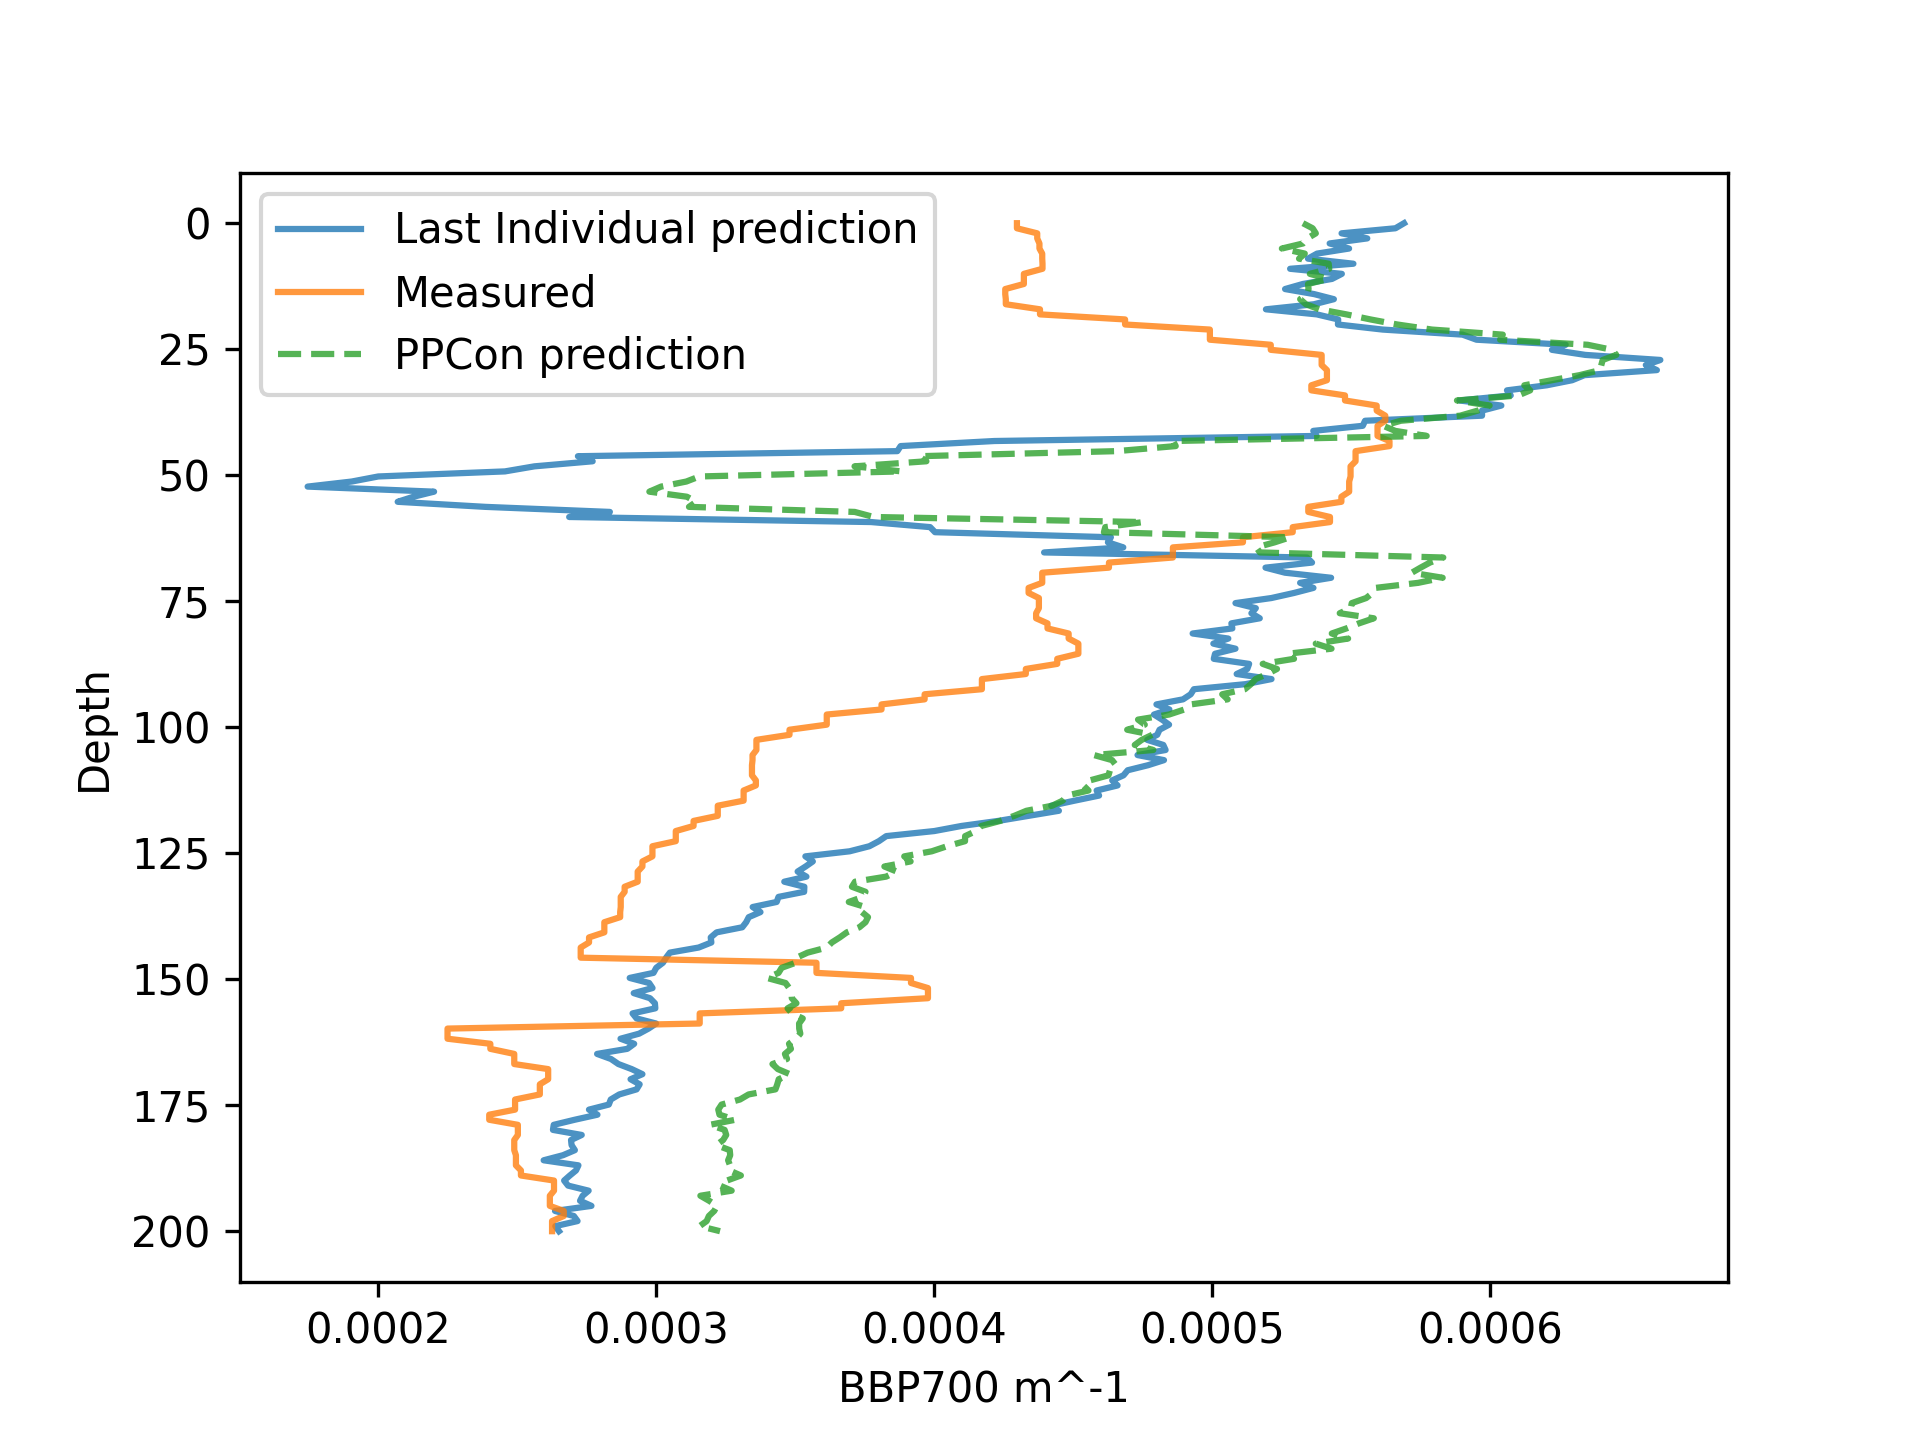 Last Individual prediction
Measured
PPCon prediction
0
25
50
75
100
125
150
175
200
Depth
0.0002 0.0003 0.0004 0.0005 0.0006
BBP700 m^-1